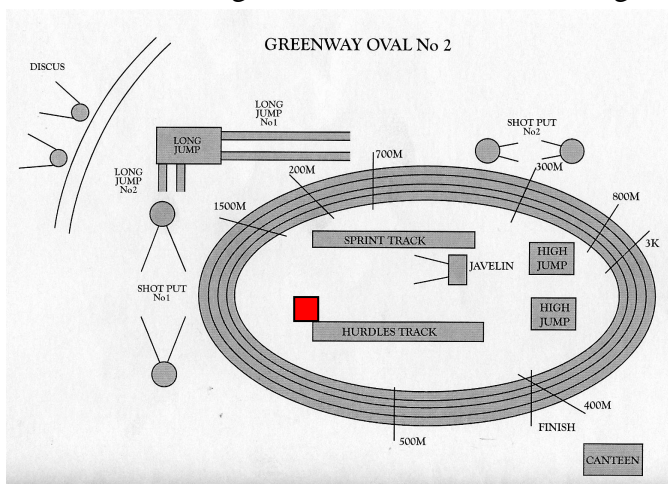 GREENWAY OVAL No 2
DISCUS
LONG
JUMP
No1
LONG
JUMP
SHOT PUT
No2
LONG
JUMP
No2
700M
200M
300M
1500M
800M
3K
SPRINT TRACK
HIGH
JUMP
JAVELIN
SHOT PUT
No1
HIGH
JUMP
HURDLES TRACK
400M
FINISH
500M
CANTEEN